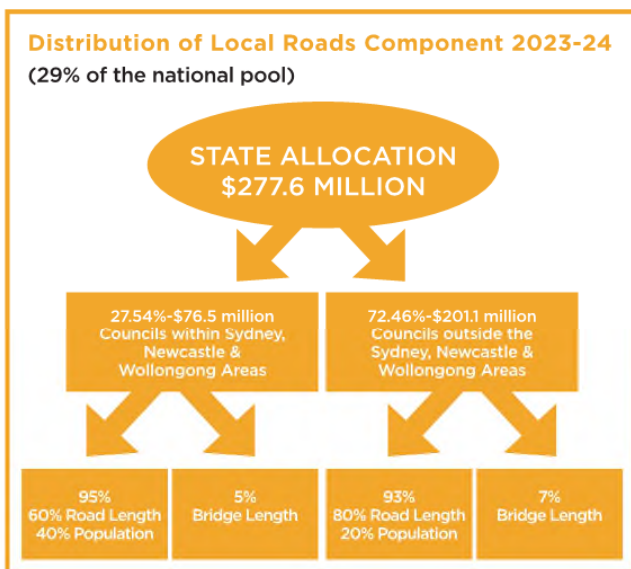 Distribution of Local Roads Component 2023-24
(29% of the national pool)
STATE ALLOCATION
$277.6 MILLION
27.54%-$76.5 million
Councils within Sydney,
Newcastle &
Wollongong Areas
72.46%-$201.1 million
Councils outside the
Sydney, Newcastle &
Wollongong Areas
95%
60% Road Length
40% Population
5%
Bridge Length
93%
80% Road Length
20% Population
7%
Bridge Length